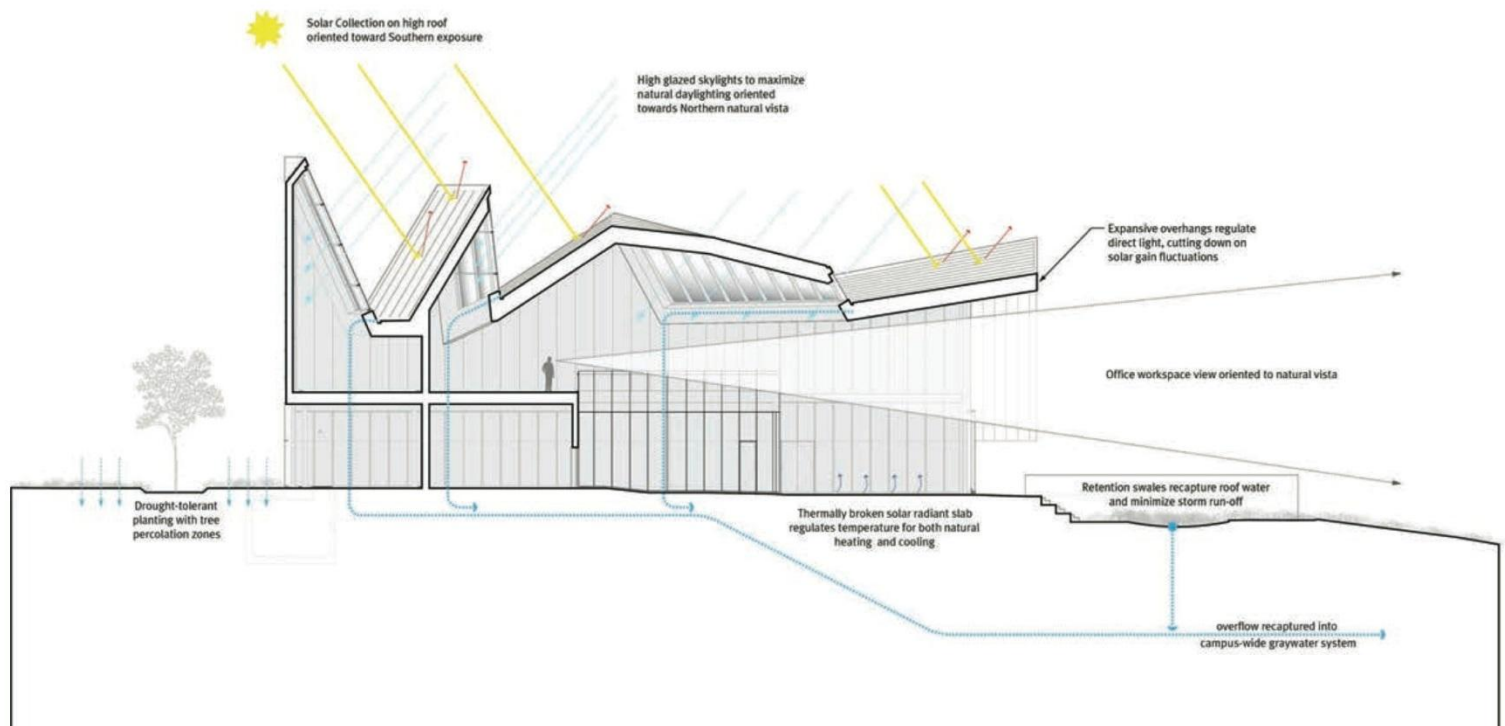 Solar Collection on high roof
oriented toward Southern exposure
High glazed skylights to maximize
natural daylighting oriented
towards Northern natural vista
Expansive overhangs regulate
direct light, cutting down on
solar gain fluctuations
Office workspace view oriented to natural vista
Retention swales recapture roof water
and minimize storm run-off
Drought-tolerant
planting with tree
percolation zones
Thermally broken solar radiant slab
regulates temperature for both natural
heating and cooling
overflow recaptured into
campus-wide graywater system